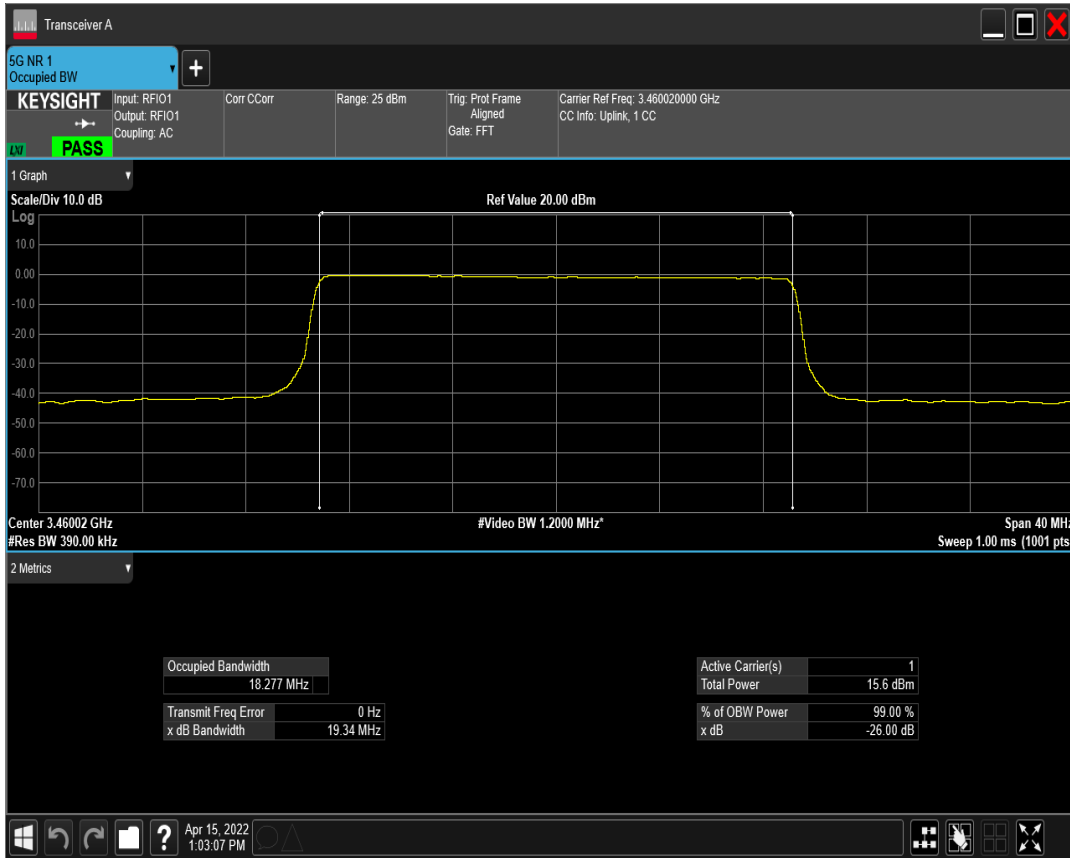 Transceiver A
5G NR 1
Occupied BW
+
KEYSIGHT
LXI
PASS
Input: RFIO1
Output: RFIO1
Coupling: AC
Corr CCorr
Range: 25 dBm
Trig: Prot Frame
Aligned
Gate: FFT
Carrier Ref Freq: 3.460020000 GHz
CC Info: Uplink, 1 CC
1 Graph
Scale/Div 10.0 dB
Ref Value 20.00 dBm
Log
10.0
0.00
-10.0
-20.0
-30.0
-40.0
-50.0
-60.0
-70.0
Center 3.46002 GHz
#Video BW 1.2000 MHz*
Span 40 MHz
#Res BW 390.00 kHz
Sweep 1.00 ms (1001 pts
2 Metrics
Occupied Bandwidth
18.277 MHz
Transmit Freq Error 0 Hz
x dB Bandwidth 19.34 MHz
Active Carrier(s) 1
Total Power 15.6 dBm
% of OBW Power 99.00 %
x dB -26.00 dB
?
Apr 15, 2022
1:03:07 PM